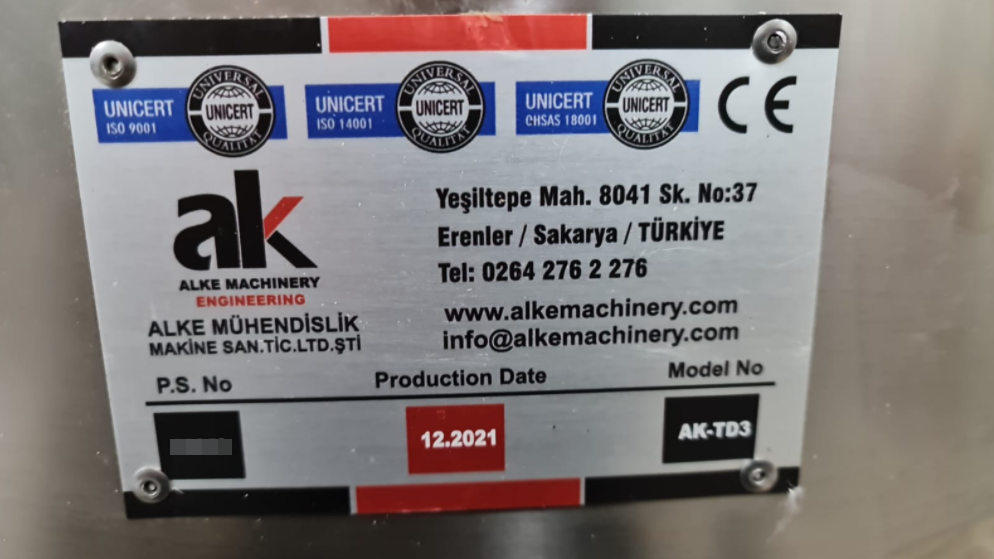 UNICERT
ISO 9001
UNIVERSAL
UNICERT
QUALITÄT
UNICERT
ISO 14001
UNIVERSAL
UNICERT
QUALITÄT
UNICERT
OHSAS 18001
UNIVERSAL
UNICERT
QUALITÄT
CE
ak
ALKE MACHINERY
ENGINEERING
ALKE MÜHENDİSLİK
MAKİNE SAN.TİC.LTD.ŞTİ
Yeşiltepe Mah. 8041 Sk. No:37
Erenler / Sakarya / TÜRKİYE
Tel: 0264 276 2 276
www.alkemachinery.com
info@alkemachinery.com
P.S. No
Production Date
Model No
12.2021
AK-TD3